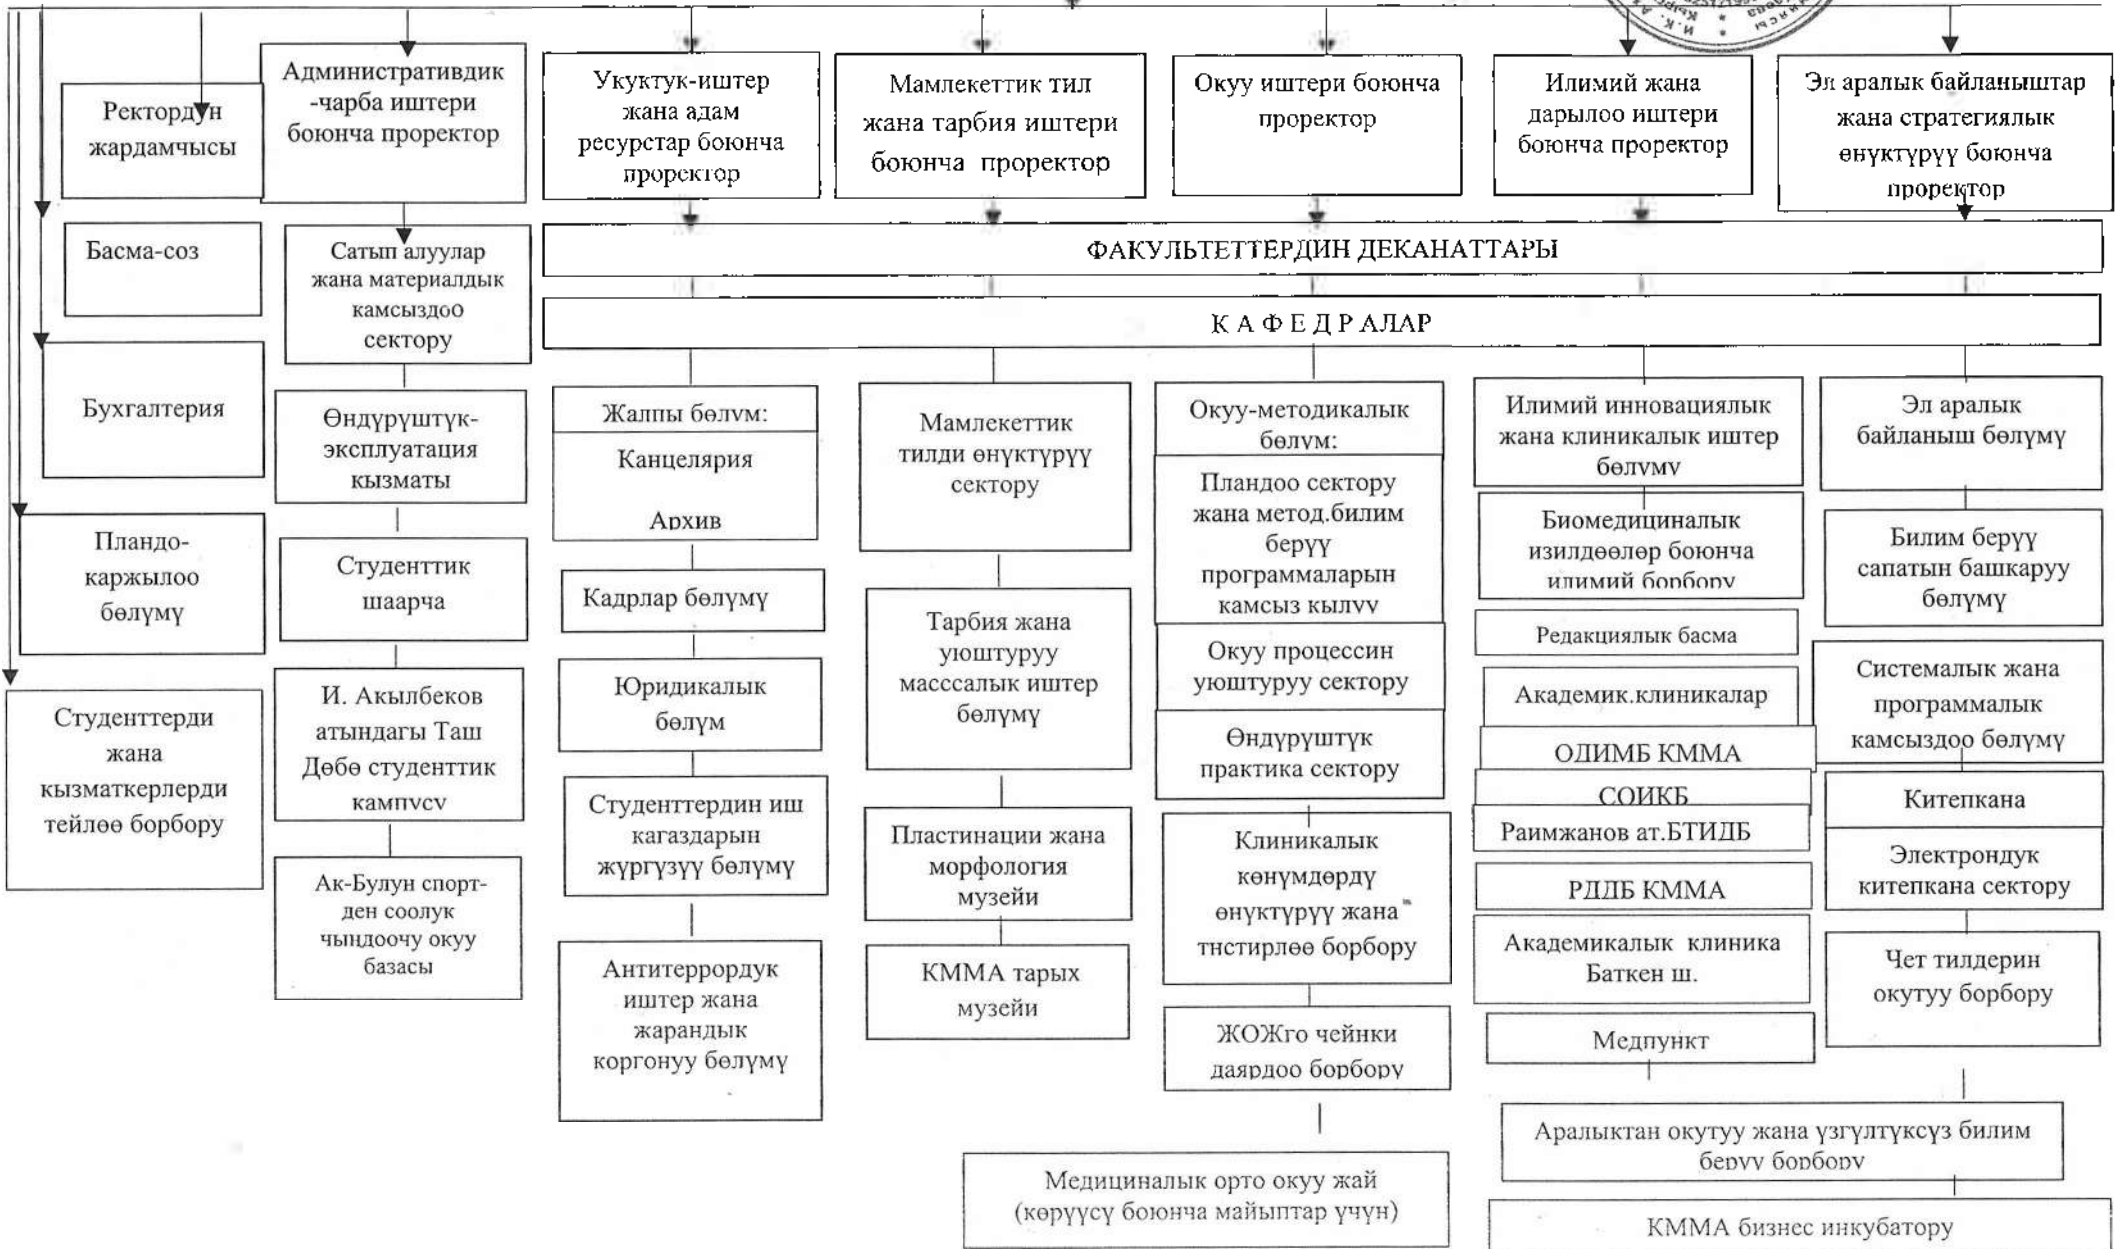 Ректордун
жардамчысы
Административдик
-чарба иштери
боюнча проректор
Укуктук-иштер
жана адам
ресурстар боюнча
проректор
Мамлекеттик тил
жана тарбия иштери
боюнча проректор
Окуу иштери боюнча
проректор
Илимий жана
дарылоо иштери
боюнча проректор
Эл аралык байланыштар
жана стратегиялык
өнүктүрүү боюнча
проректор
ФАКУЛЬТЕТТЕРДИН ДЕКАНАТТАРЫ
К А Ф Е Д Р АЛАР
Басма-соз
Бухгалтерия
Пландо-
каржылоо
бөлүмү
Студенттерди
жана
кызматкерлерди
тейлөө борбору
Сатып алуулар
жана материалдык
камсыздоо
сектору
Өндүрүштүк-
эксплуатация
кызматы
Студенттик
шаарча
И. Акылбеков
атындагы Таш
Дөбө студенттик
кампусу
Ак-Булун спорт-
ден соолук
чыңдоочу окуу
базасы
Жалпы бөлүм:
Канцелярия
Архив
Кадрлар бөлүмү
Юридикалык
бөлүм
Студенттердин иш
кагаздарын
жүргүзүү бөлүмү
Антитеррордук
иштер жана
жарандык
коргонуу бөлүмү
Мамлекеттик
тилди өнүктүрүү
сектору
Тарбия жана
уюштуруу
масссалык иштер
бөлүмү
Пластинации жана
морфология
музейи
КММА тарых
музейи
Окуу-методикалык
бөлүм:
Пландоо сектору
жана метод.билим
берүү
программаларын
камсыз кылуу
Окуу процессин
уюштуруу сектору
Өндүрүштүк
практика сектору
Клиникалык
көнүмдөрдү
өнүктүрүү жана
тнстирлөө борбору
ЖОЖго чейинки
даярдоо борбору
Медициналык орто окуу жай
(көрүүсү боюнча майыптар үчүн)
Илимий инновациялык
жана клиникалык иштер
бөлүмү
Биомедициналык
изилдөөлөр боюнча
илимий борбору
Редакциялык басма
Академик.клиникалар
ОДИМБ КММА
СОИКБ
Раимжанов ат.БТИДБ
РДДБ КММА
Академикалык клиника
Баткен ш.
Медпункт
Эл аралык
байланыш бөлүмү
Билим берүү
сапатын башкаруу
бөлүмү
Системалык жана
программалык
камсыздоо бөлүмү
Китепкана
Электрондук
китепкана сектору
Чет тилдерин
окутуу борбору
Аралыктан окутуу жана үзгүлтүксүз билим
берүү борбору
КММА бизнес инкубатору